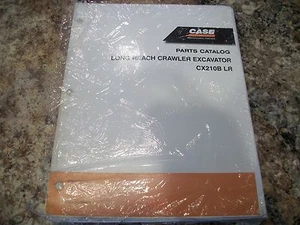 CASE
PARTS CATALOG
LONG REACH CRAWLER EXCAVATOR
CX210B LR